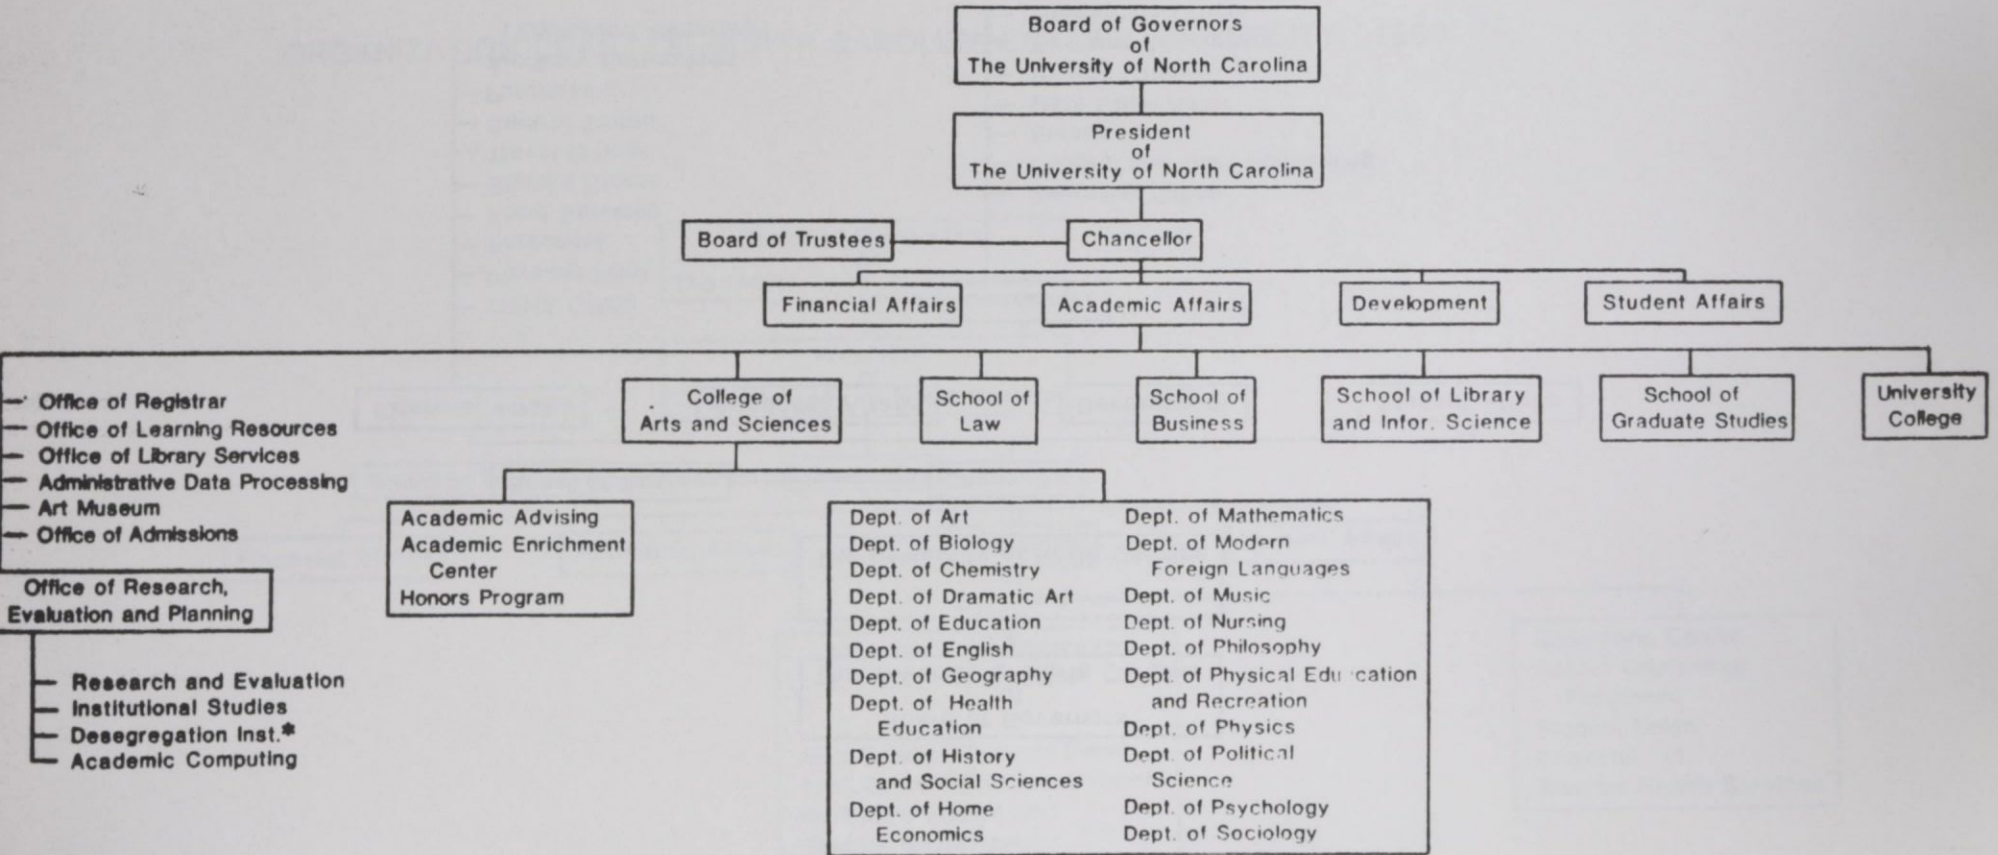 Board of Governors
of
The University of North Carolina
President
of
The University of North Carolina
Board of Trustees
Chancellor
Financial Affairs
Academic Affairs
Development
Student Affairs
Office of Registrar
Office of Learning Resources
Office of Library Services
Administrative Data Processing
Art Museum
Office of Admissions
Office of Research,
Evaluation and Planning
Research and Evaluation
Institutional Studies
Desegregation Inst.*
Academic Computing
College of
Arts and Sciences
School of
Law
School of
Business
School of Library
and Infor. Science
School of
Graduate Studies
University
College
Academic Advising
Academic Enrichment
Center
Honors Program
Dept. of Art
Dept. of Biology
Dept. of Chemistry
Dept. of Dramatic Art
Dept. of Education
Dept. of English
Dept. of Geography
Dept. of Health
Education
Dept. of History
and Social Sciences
Dept. of Home
Economics
Dept. of Mathematics
Dept. of Modern
Foreign Languages
Dept. of Music
Dept. of Nursing
Dept. of Philosophy
Dept. of Physical Education
and Recreation
Dept. of Physics
Dept. of Political
Science
Dept. of Psychology
Dept. of Sociology